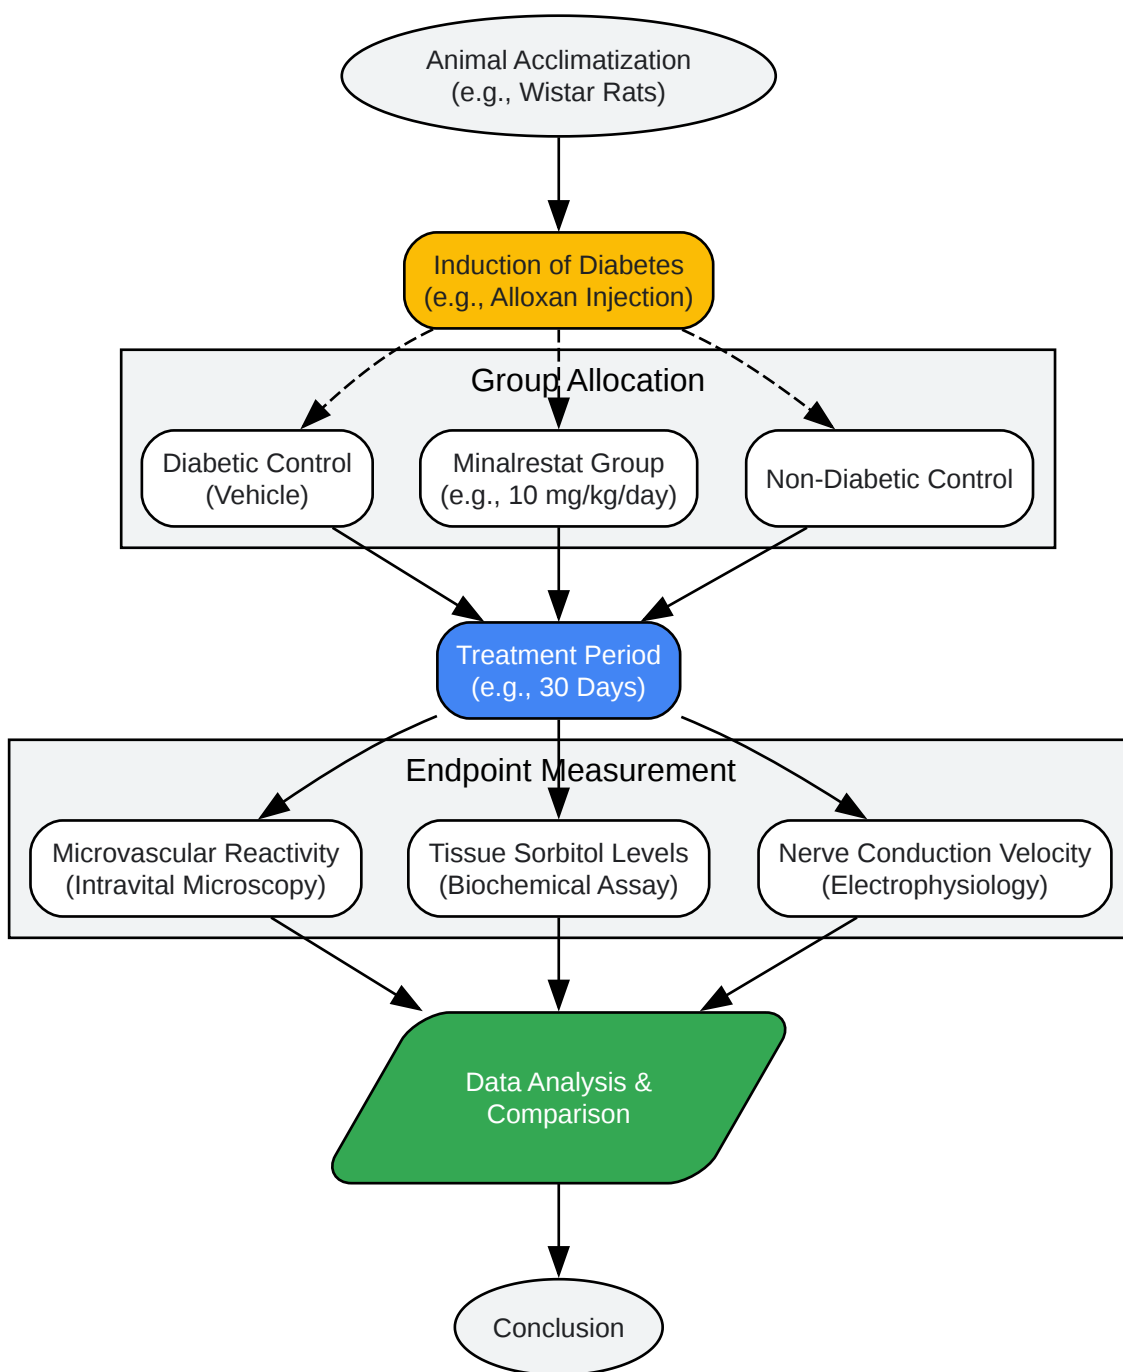 Animal Acclimatization
(e.g., Wistar Rats)
Induction of Diabetes
(e.g., Alloxan Injection)
Group Allocation
Diabetic Control
(Vehicle)
Minalrestat Group
(e.g., 10 mg/kg/day)
Non-Diabetic Control
Treatment Period
(e.g., 30 Days)
Endpoint Measurement
Microvascular Reactivity
(Intravital Microscopy)
Tissue Sorbitol Levels
(Biochemical Assay)
Nerve Conduction Velocity
(Electrophysiology)
Data Analysis &
Comparison
Conclusion